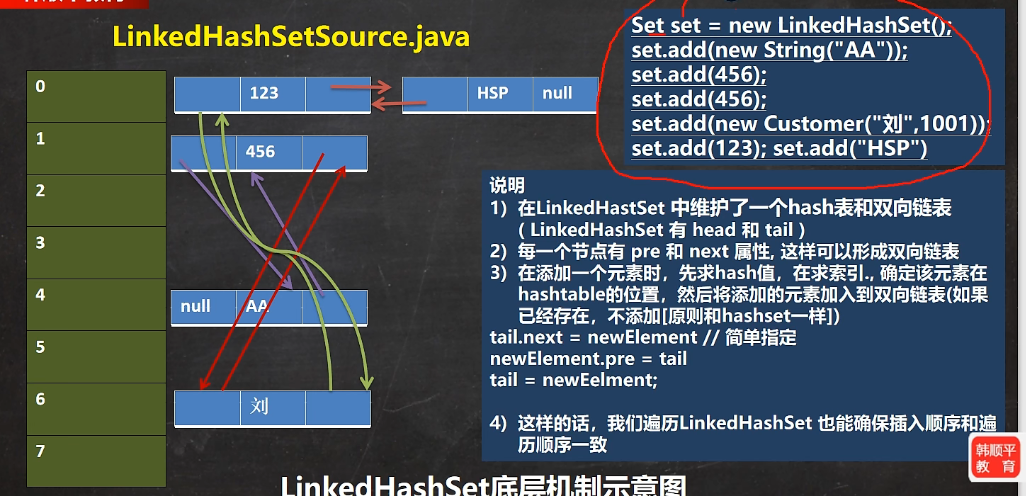 LinkedHashSetSource.java
Set set = new LinkedHashSet();
set.add(new String("AA"));
set.add(456);
set.add(456);
set.add(new Customer("刘",1001));
set.add(123); set.add("HSP")
0
123
HSP
null
1
456
2
3
4
null
AA
5
6
刘
7
说明
1) 在LinkedHastSet 中维护了一个hash表和双向链表
( LinkedHashSet 有 head 和 tail )
2) 每一个节点有 pre 和 next 属性, 这样可以形成双向链表
3) 在添加一个元素时，先求hash值，在求索引., 确定该元素在
hashtable的位置，然后将添加的元素加入到双向链表(如果
已经存在，不添加[原则和hashset一样])
tail.next = newElement // 简单指定
newElement.pre = tail
tail = newEelment;
4) 这样的话，我们遍历LinkedHashSet 也能确保插入顺序和遍
历顺序一致
韩顺平
教 育
LinkedHashSet底层机制示意图